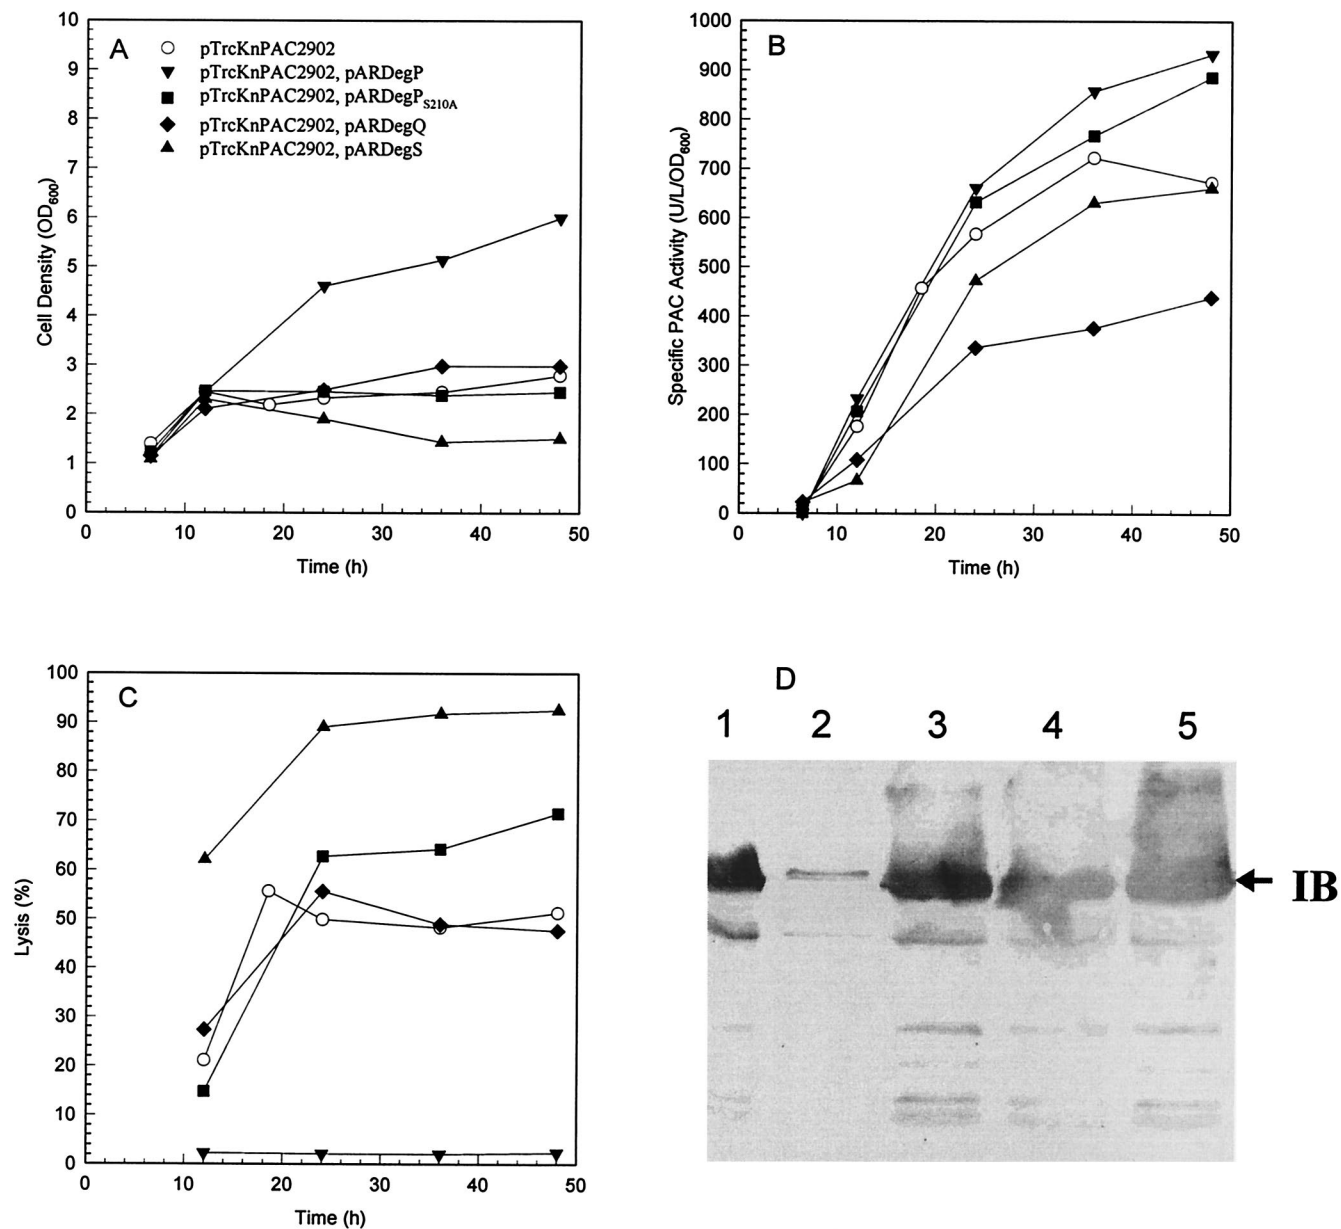 A
pTrcKnPAC2902
pTrcKnPAC2902, pARDegP
pTrcKnPAC2902, pARDegPS210A
pTrcKnPAC2902, pARDegQ
pTrcKnPAC2902, pARDegS
Cell Density (OD600)
10
9
8
7
6
5
4
3
2
1
0
0 10 20 30 40 50
Time (h)
B
Specific PAC Activity (U/L/OD600)
1000
900
800
700
600
500
400
300
200
100
0
0 10 20 30 40 50
Time (h)
C
Lysis (%)
100
90
80
70
60
50
40
30
20
10
0
0 10 20 30 40 50
Time (h)
D
1 2 3 4 5
IB